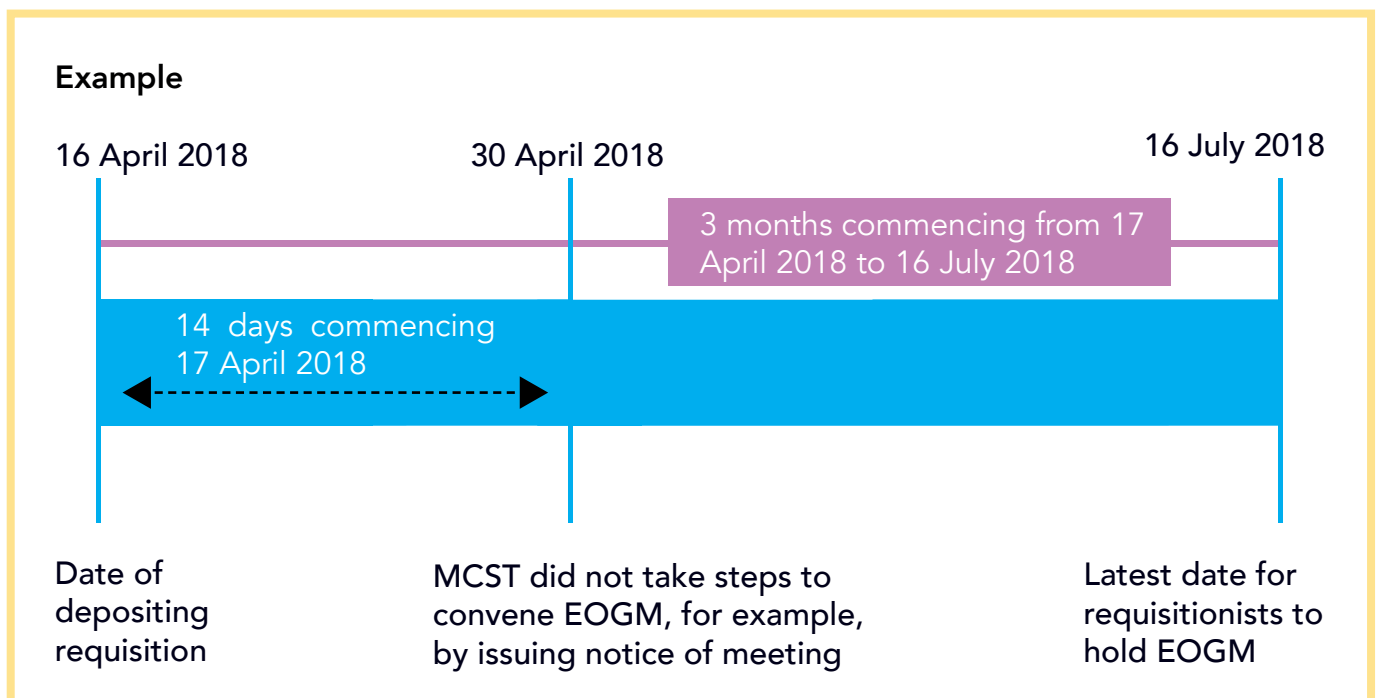 Example
16 April 2018
30 April 2018
16 July 2018
3 months commencing from 17
April 2018 to 16 July 2018
14 days commencing
17 April 2018
Date of
depositing
requisition
MCST did not take steps to
convene EOGM, for example,
by issuing notice of meeting
Latest date for
requisitionists to
hold EOGM